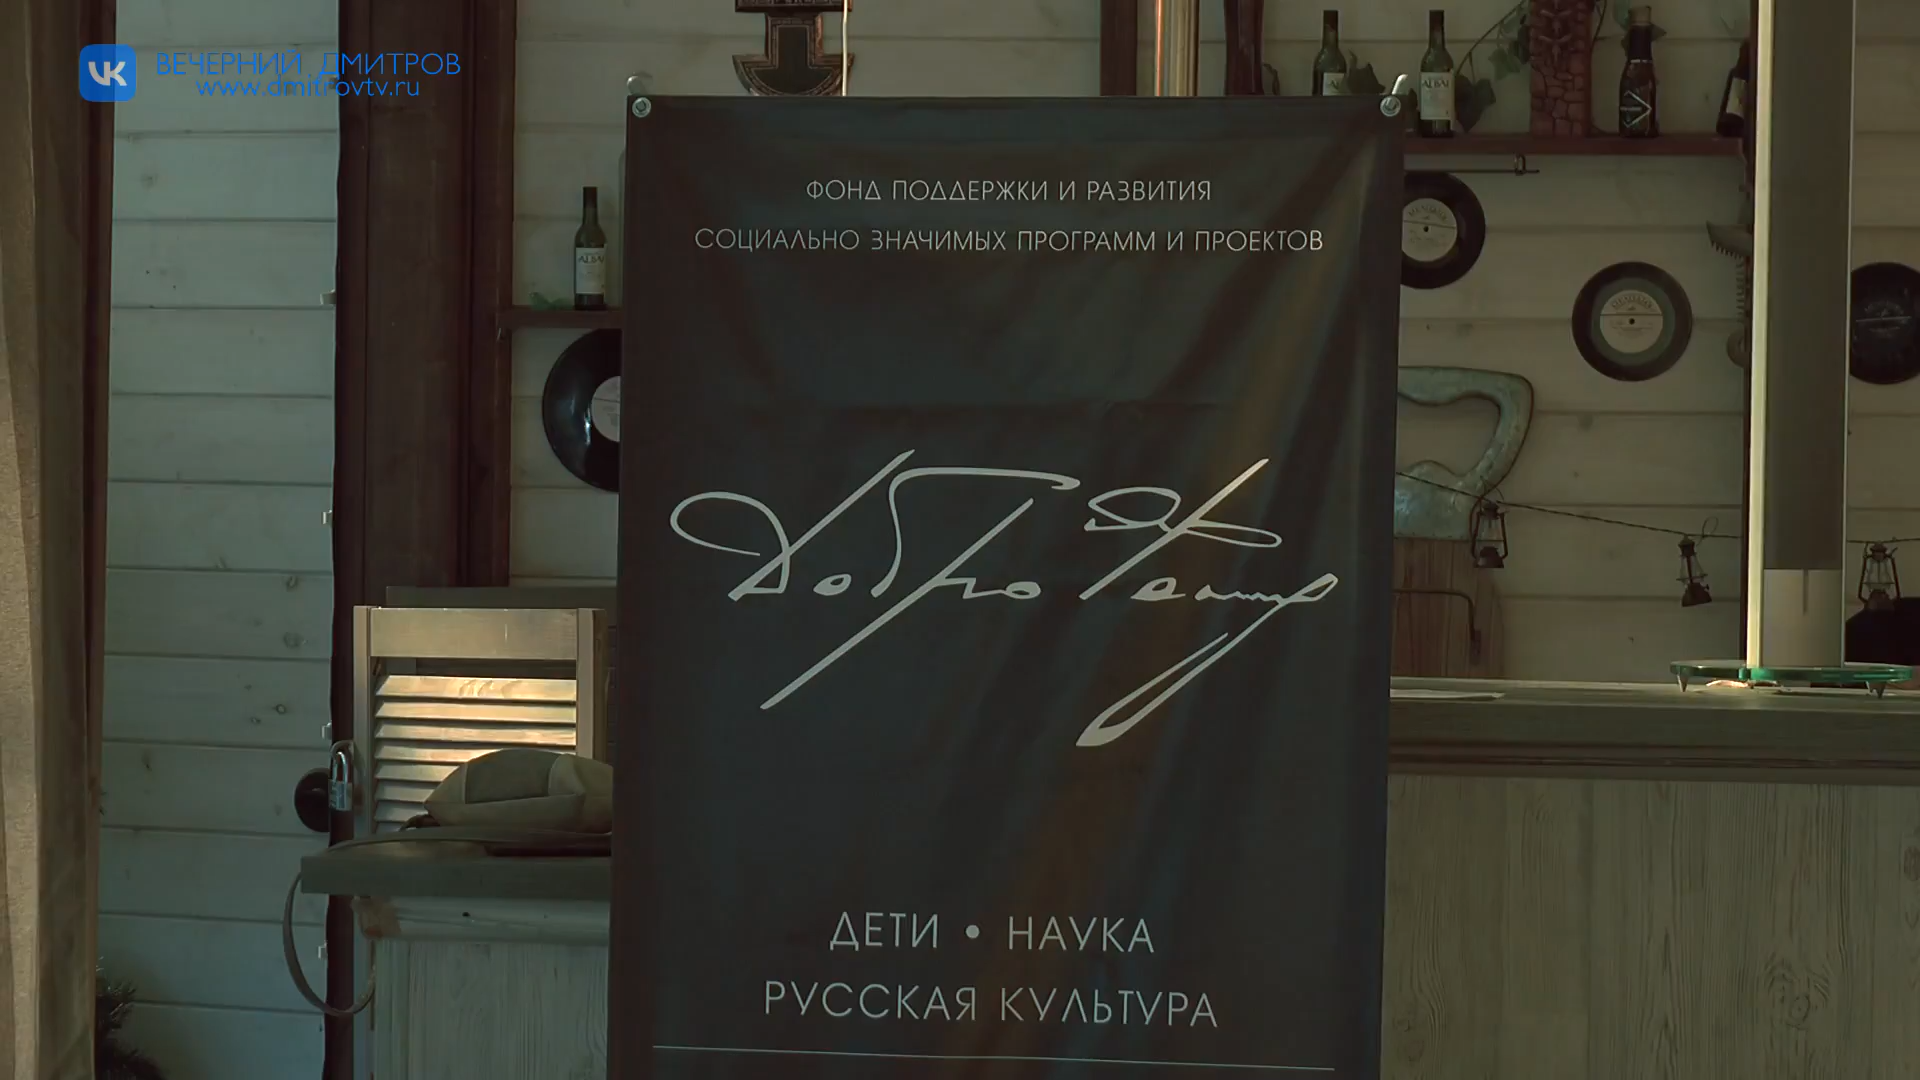 ВЕЧЕРНИЙ ДМИТРОВ
www.dmitrovtv.ru
ФОНД ПОДДЕРЖКИ И РАЗВИТИЯ
СОЦИАЛЬНО ЗНАЧИМЫХ ПРОГРАММ И ПРОЕКТОВ
ДЕТИ • НАУКА
РУССКАЯ КУЛЬТУРА